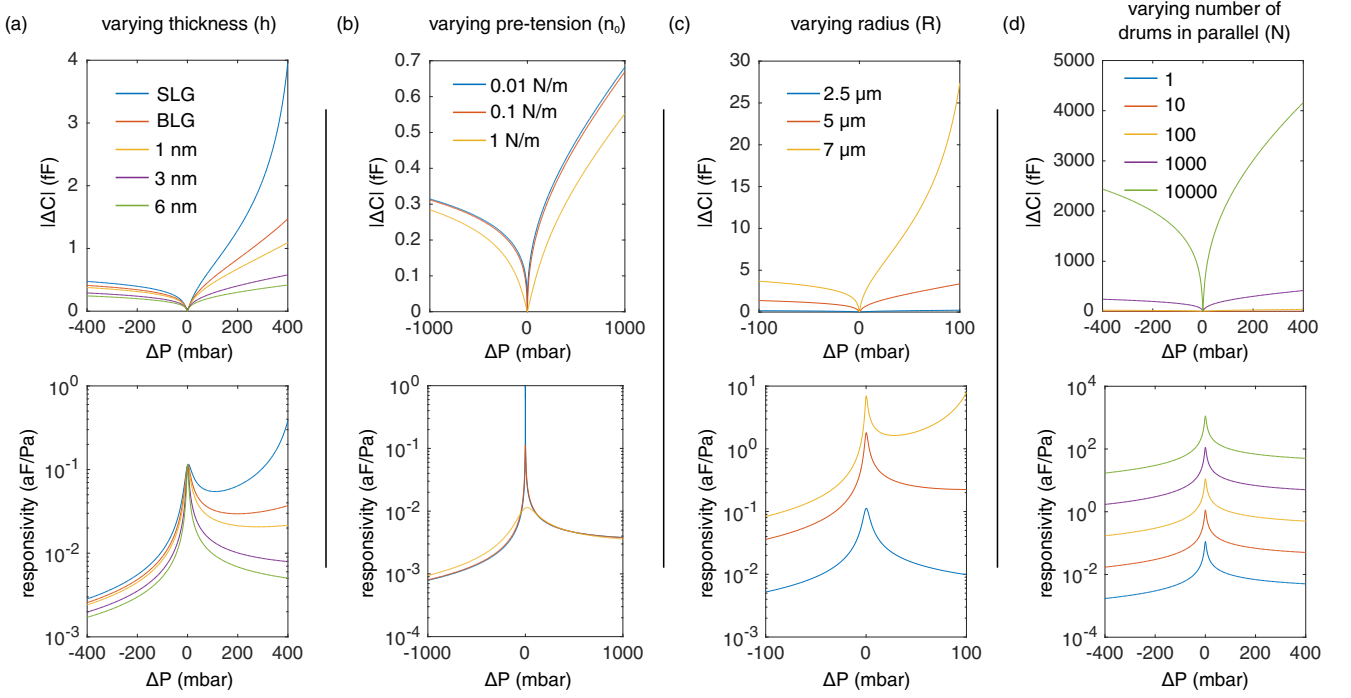 (a)
varying thickness (h)
|ΔC| (fF)
4
3
2
1
0
SLG
BLG
1 nm
3 nm
6 nm
-400
-200
0
200
400
ΔP (mbar)
responsivity (aF/Pa)
10⁰
10⁻¹
10⁻²
10⁻³
-400
-200
0
200
400
ΔP (mbar)
(b)
varying pre-tension (n₀)
|ΔC| (fF)
0.7
0.6
0.5
0.4
0.3
0.2
0.1
0
0.01 N/m
0.1 N/m
1 N/m
-1000
0
1000
ΔP (mbar)
responsivity (aF/Pa)
10⁰
10⁻¹
10⁻²
10⁻³
10⁻⁴
-1000
0
1000
ΔP (mbar)
(c)
varying radius (R)
|ΔC| (fF)
30
25
20
15
10
5
0
2.5 µm
5 µm
7 µm
-100
0
100
ΔP (mbar)
responsivity (aF/Pa)
10¹
10⁰
10⁻¹
10⁻²
10⁻³
-100
0
100
ΔP (mbar)
(d)
varying number of
drums in parallel (N)
|ΔC| (fF)
5000
4000
3000
2000
1000
0
1
10
100
1000
10000
-400
-200
0
200
400
ΔP (mbar)
responsivity (aF/Pa)
10⁴
10²
10⁰
10⁻²
10⁻⁴
-400
-200
0
200
400
ΔP (mbar)